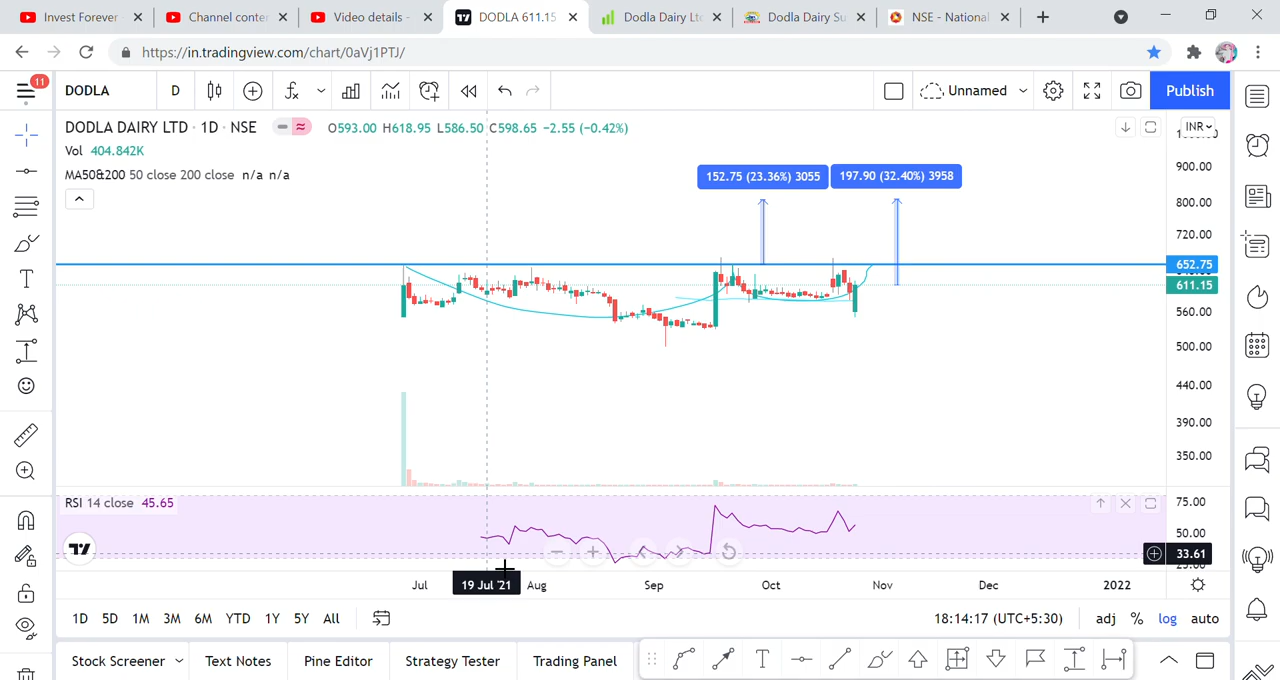 Invest Forever
Channel conter
Video details -
DODLA 611.15
Dodla Dairy Lt
Dodla Dairy Su
NSE - National
https://in.tradingview.com/chart/0aVj1PTJ/
11
DODLA
D
Unnamed
Publish
DODLA DAIRY LTD · 1D · NSE
O593.00 H618.95 L586.50 C598.65 −2.55 (−0.42%)
INR
Vol 404.842K
MA50&200 50 close 200 close n/a n/a
152.75 (23.36%) 3055
197.90 (32.40%) 3958
900.00
800.00
720.00
652.75
611.15
560.00
500.00
440.00
390.00
350.00
RSI 14 close 45.65
75.00
50.00
33.61
Jul
19 Jul '21
Aug
Sep
Oct
Nov
Dec
2022
1D 5D 1M 3M 6M YTD 1Y 5Y All
18:14:17 (UTC+5:30)
adj % log auto
Stock Screener
Text Notes
Pine Editor
Strategy Tester
Trading Panel